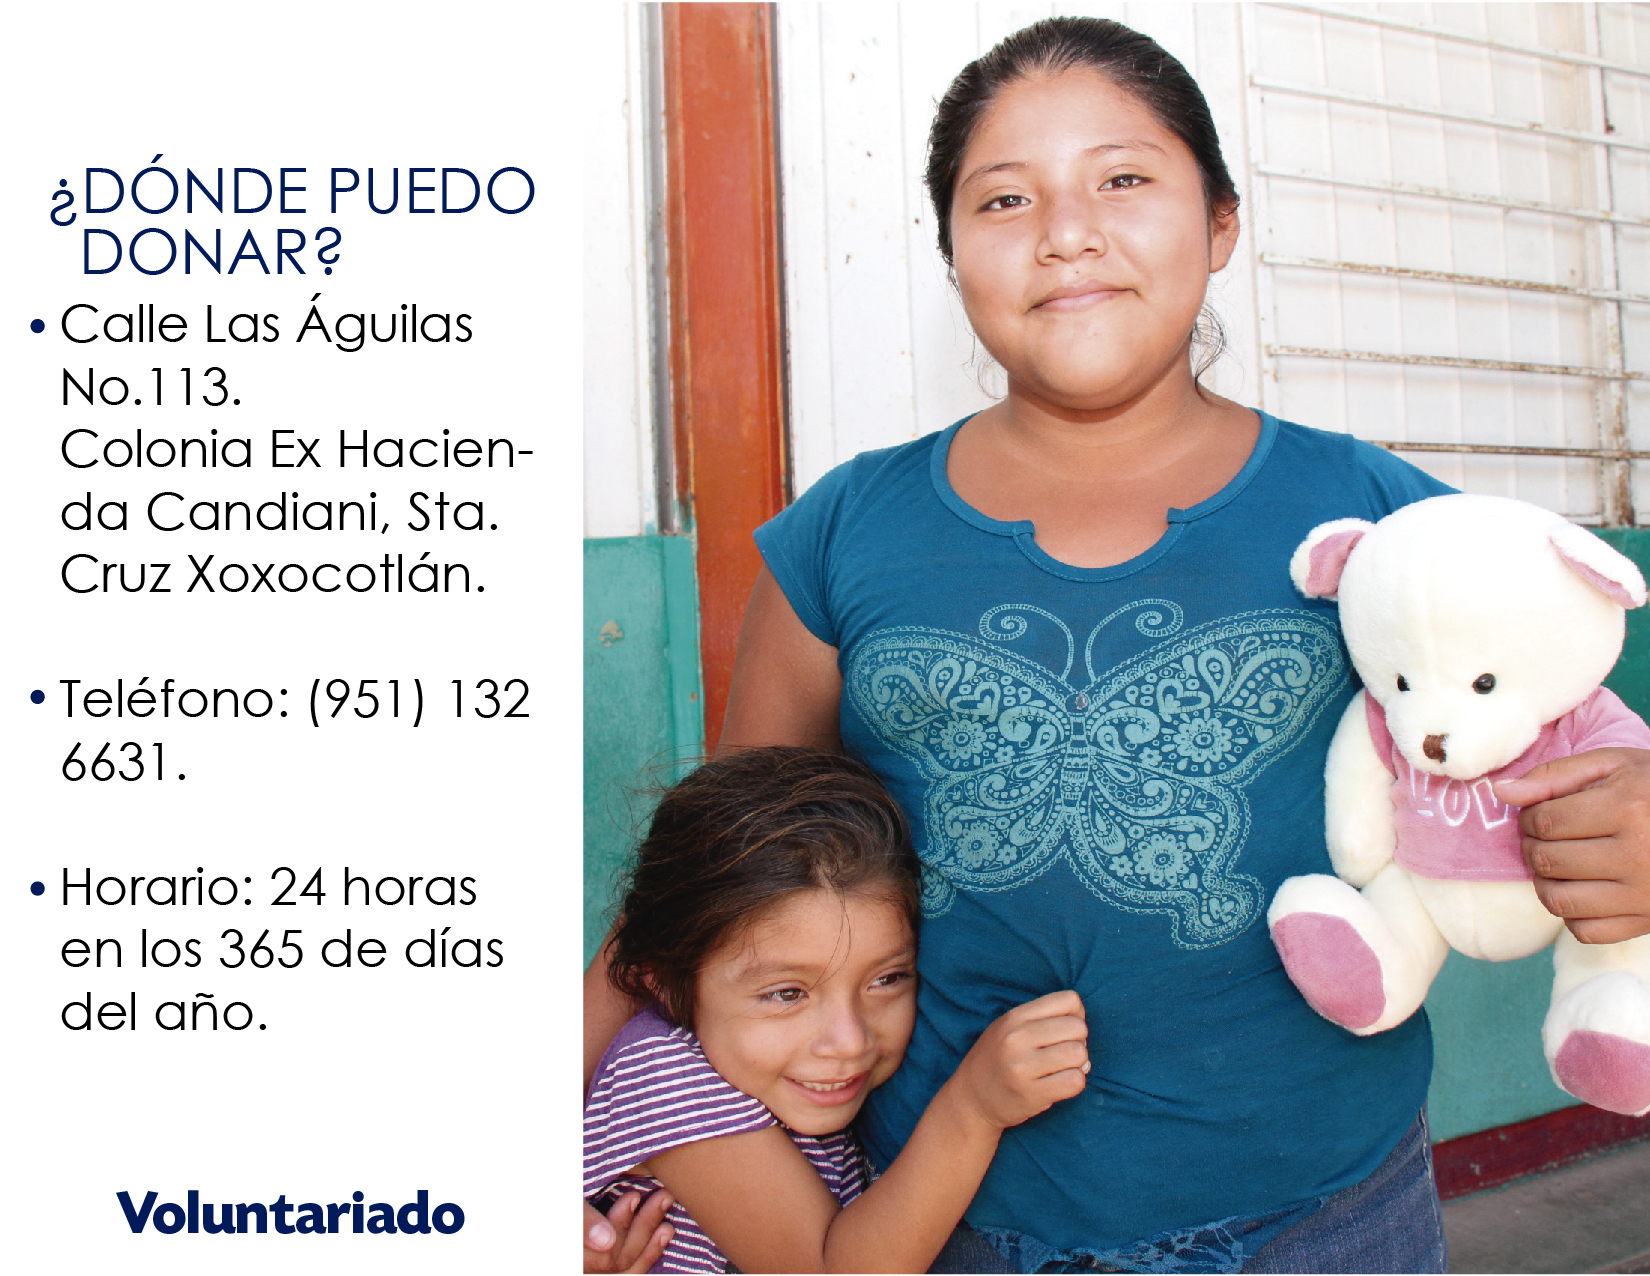 ¿DÓNDE PUEDO
DONAR?
• Calle Las Águilas
No.113.
Colonia Ex Hacien-
da Candiani, Sta.
Cruz Xoxocotlán.
• Teléfono: (951) 132
6631.
• Horario: 24 horas
en los 365 de días
del año.
Voluntariado